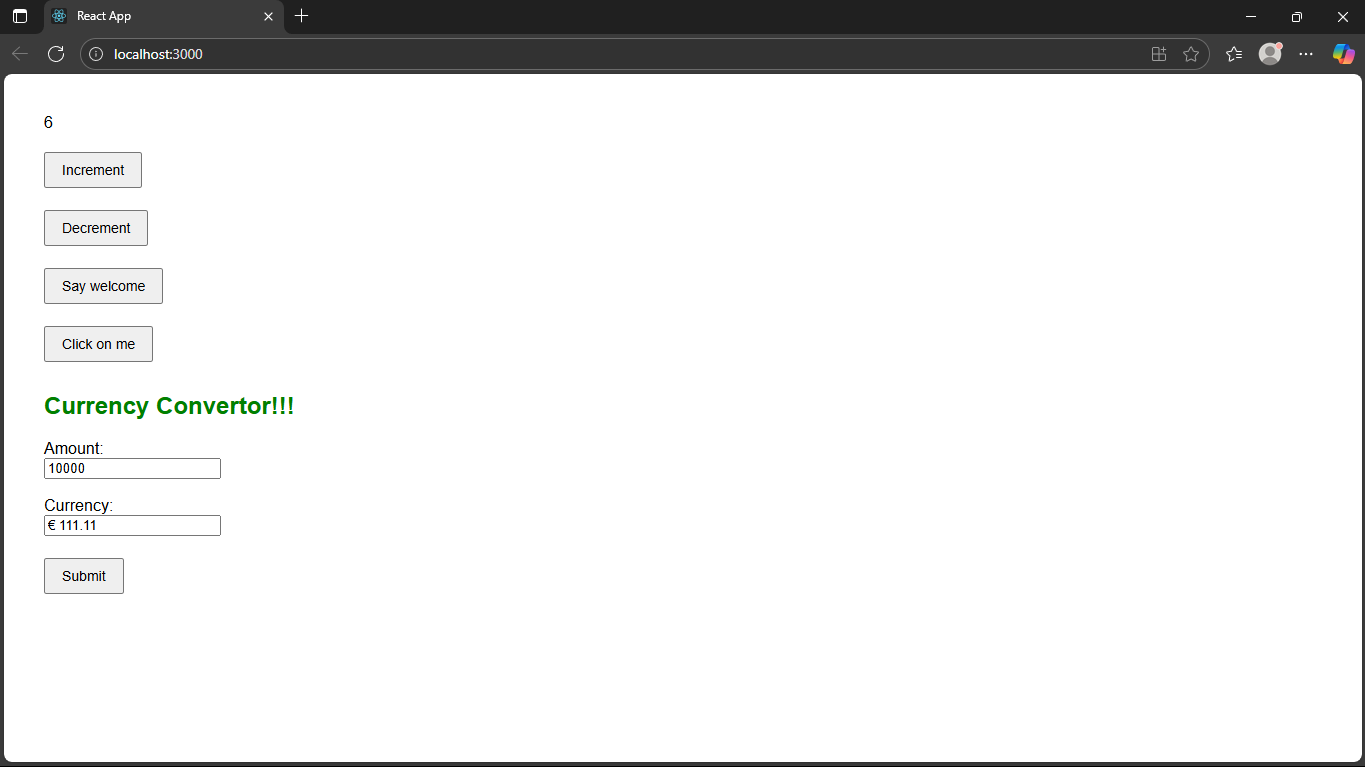 React App
localhost:3000
6
Increment
Decrement
Say welcome
Click on me
Currency Convertor!!!
Amount:
10000
Currency:
€ 111.11
Submit